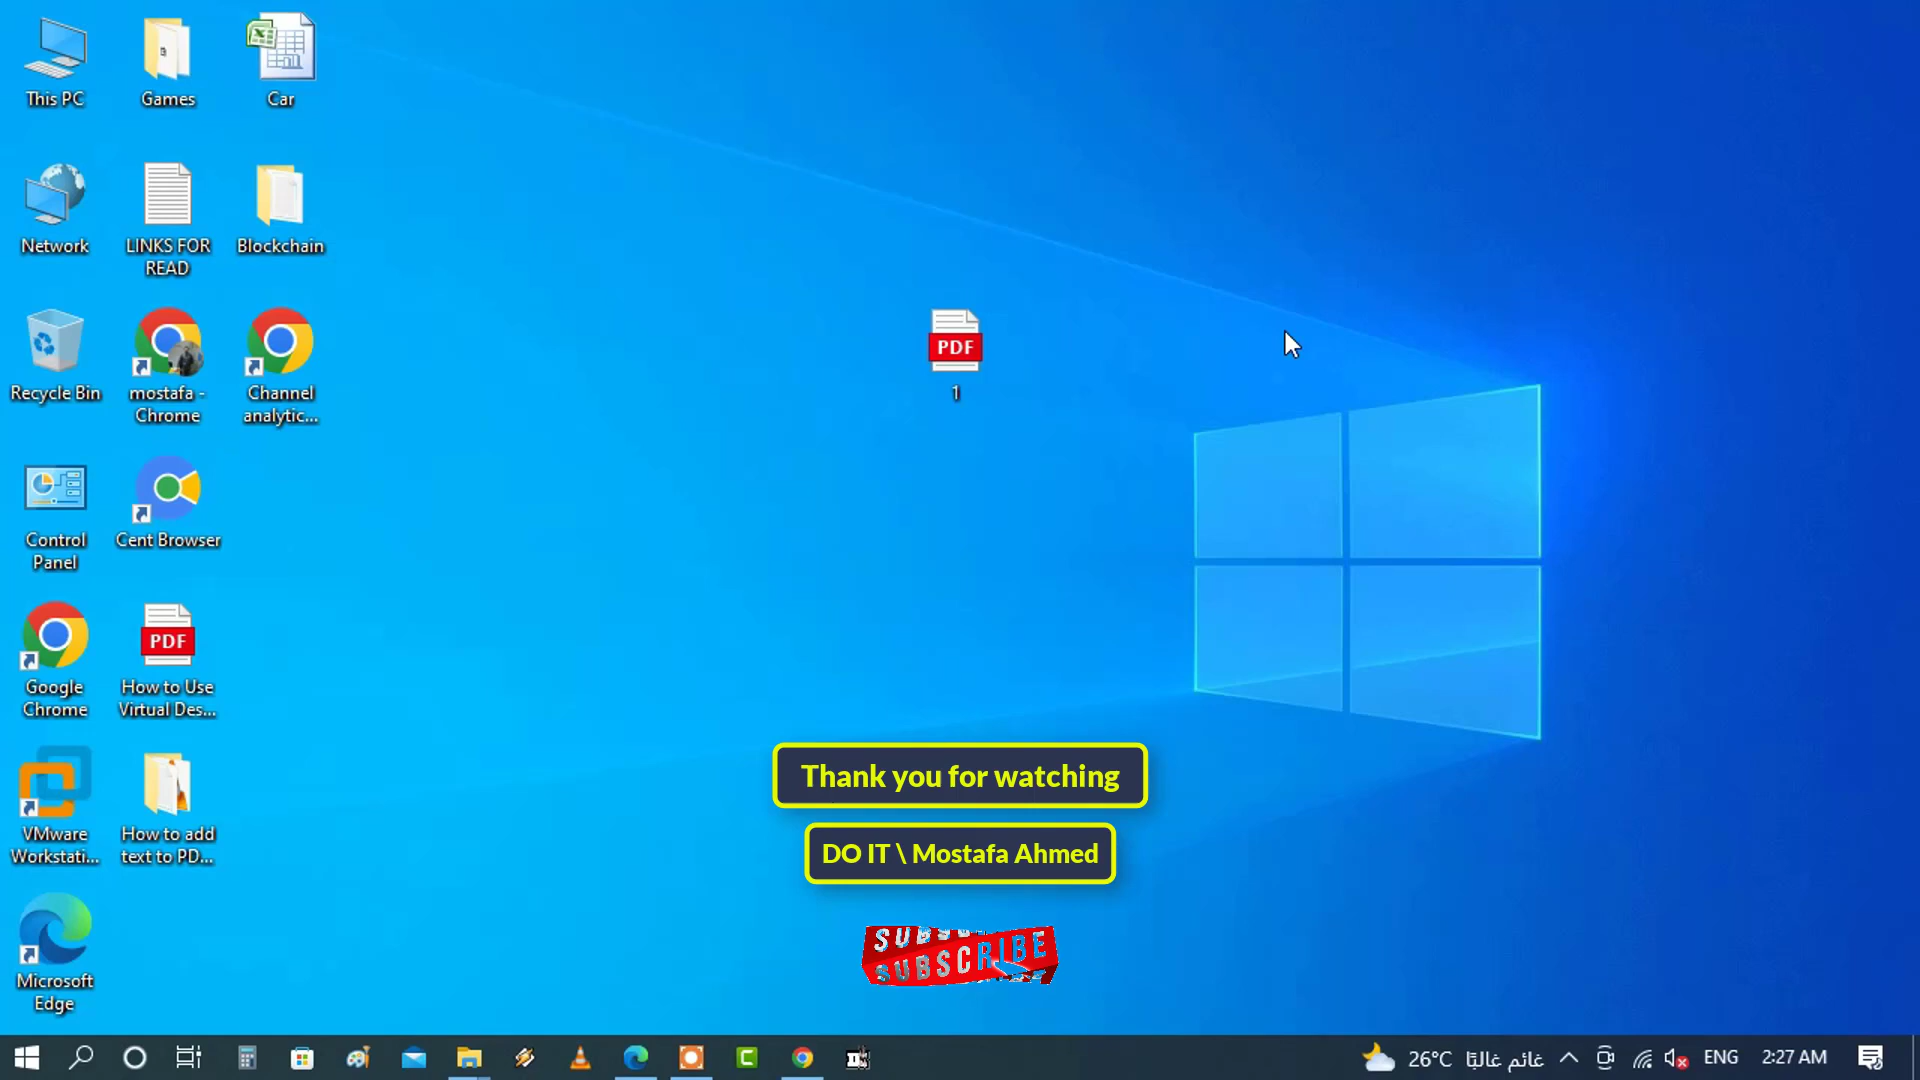 This PC
Games
Car
Network
LINKS FOR
READ
Blockchain
Recycle Bin
mostafa -
Chrome
Channel
analytic...
PDF
1
Control
Panel
Cent Browser
Google
Chrome
PDF
How to Use
Virtual Des...
VMware
Workstati...
How to add
text to PD...
Microsoft
Edge
Thank you for watching
DO IT \ Mostafa Ahmed
SUBSCRIBE
26°C غائم غالبًا
ENG
2:27 AM